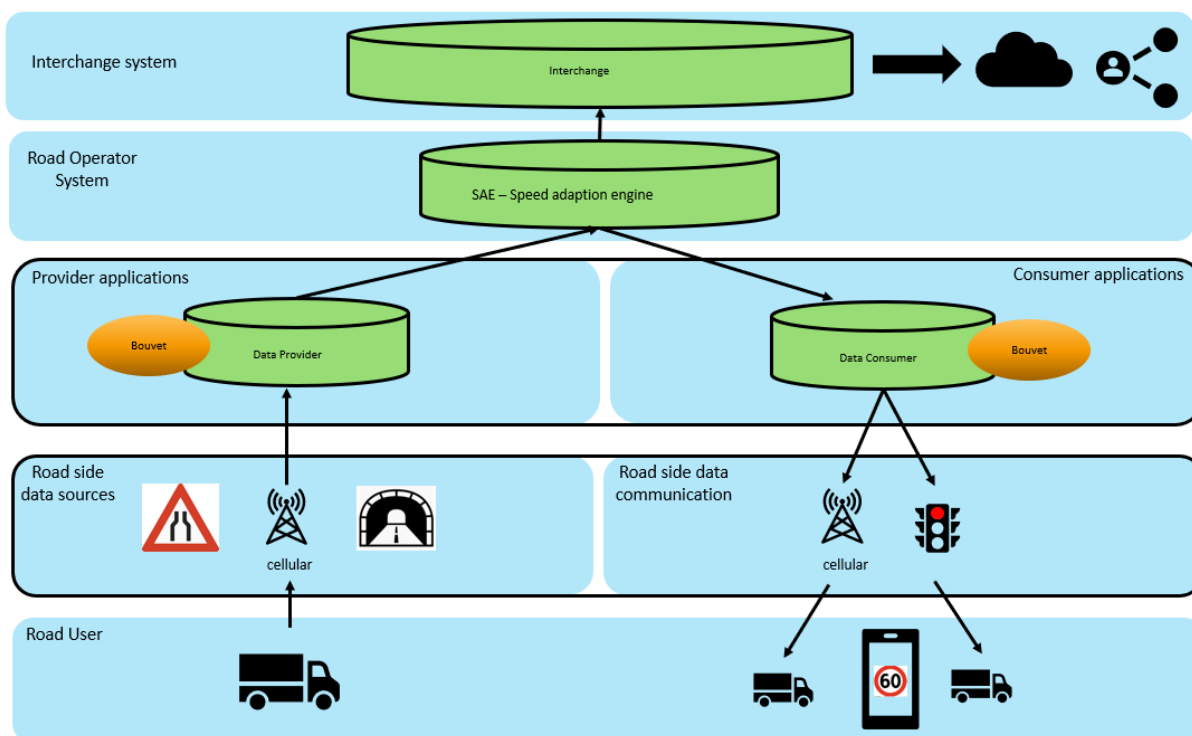 Interchange system
Interchange
Road Operator
System
SAE – Speed adaption engine
Provider applications
Consumer applications
Bouvet
Data Provider
Data Consumer
Bouvet
Road side
data sources
cellular
Road side data
communication
cellular
Road User
60